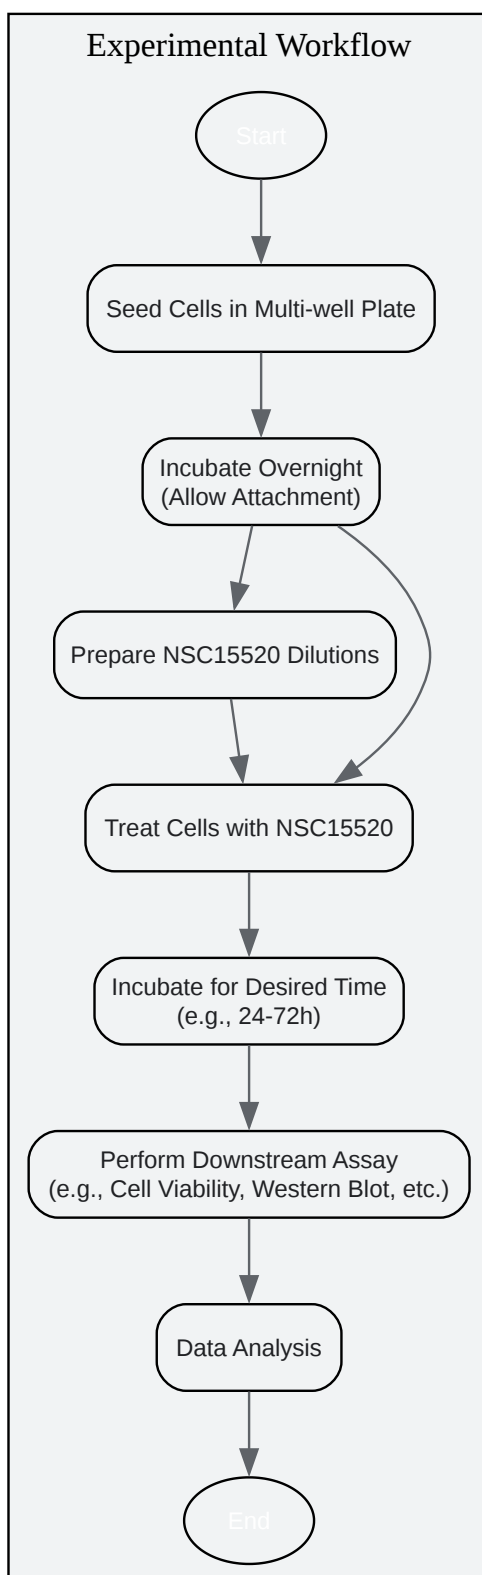 Experimental Workflow
Start
Seed Cells in Multi-well Plate
Incubate Overnight
(Allow Attachment)
Prepare NSC15520 Dilutions
Treat Cells with NSC15520
Incubate for Desired Time
(e.g., 24-72h)
Perform Downstream Assay
(e.g., Cell Viability, Western Blot, etc.)
Data Analysis
End